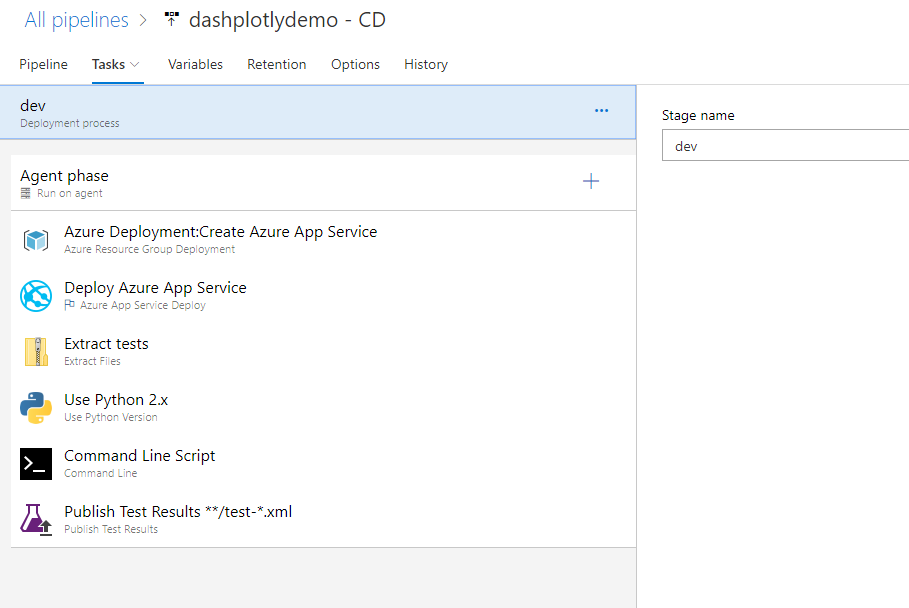 All pipelines > dashplotlydemo - CD
Pipeline Tasks Variables Retention Options History
dev
Deployment process
Stage name
dev
Agent phase
Run on agent
Azure Deployment:Create Azure App Service
Azure Resource Group Deployment
Deploy Azure App Service
Azure App Service Deploy
Extract tests
Extract Files
Use Python 2.x
Use Python Version
Command Line Script
Command Line
Publish Test Results **/test-*.xml
Publish Test Results